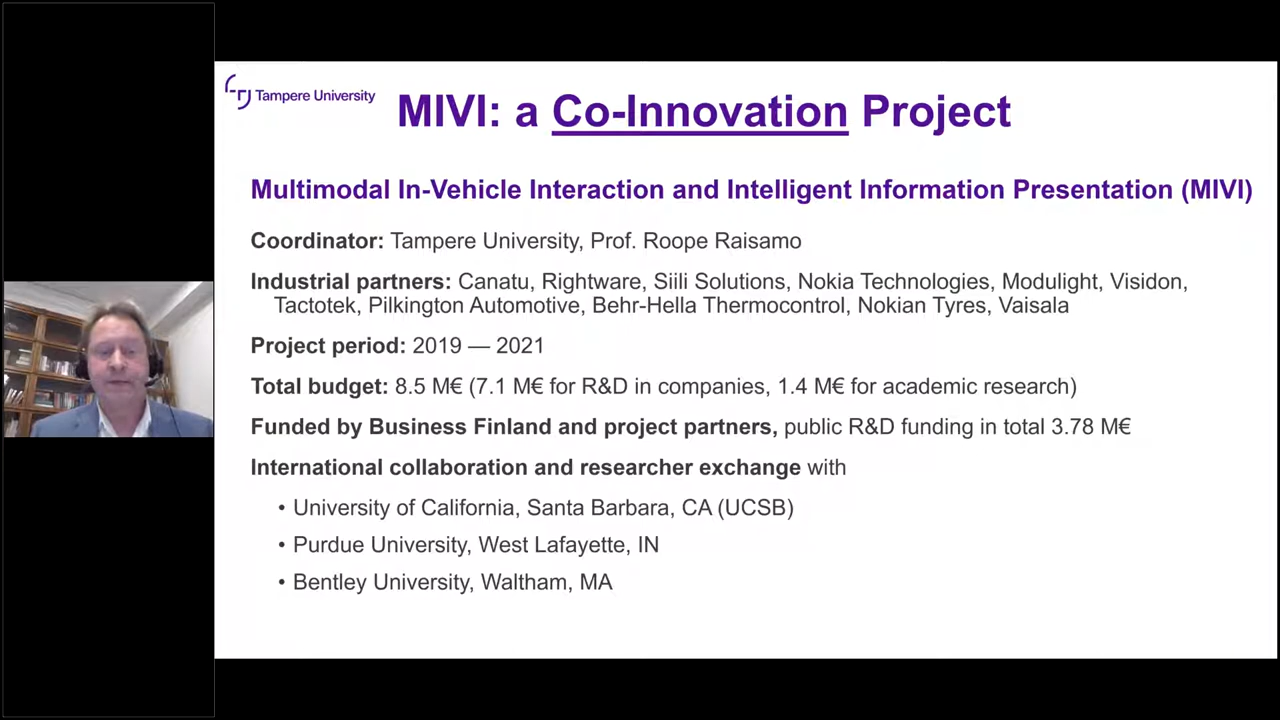 Tampere University
MIVI: a Co-Innovation Project
Multimodal In-Vehicle Interaction and Intelligent Information Presentation (MIVI)
Coordinator: Tampere University, Prof. Roope Raisamo
Industrial partners: Canatu, Rightware, Siili Solutions, Nokia Technologies, Modulight, Visidon,
Tactotek, Pilkington Automotive, Behr-Hella Thermocontrol, Nokian Tyres, Vaisala
Project period: 2019 — 2021
Total budget: 8.5 M€ (7.1 M€ for R&D in companies, 1.4 M€ for academic research)
Funded by Business Finland and project partners, public R&D funding in total 3.78 M€
International collaboration and researcher exchange with
• University of California, Santa Barbara, CA (UCSB)
• Purdue University, West Lafayette, IN
• Bentley University, Waltham, MA